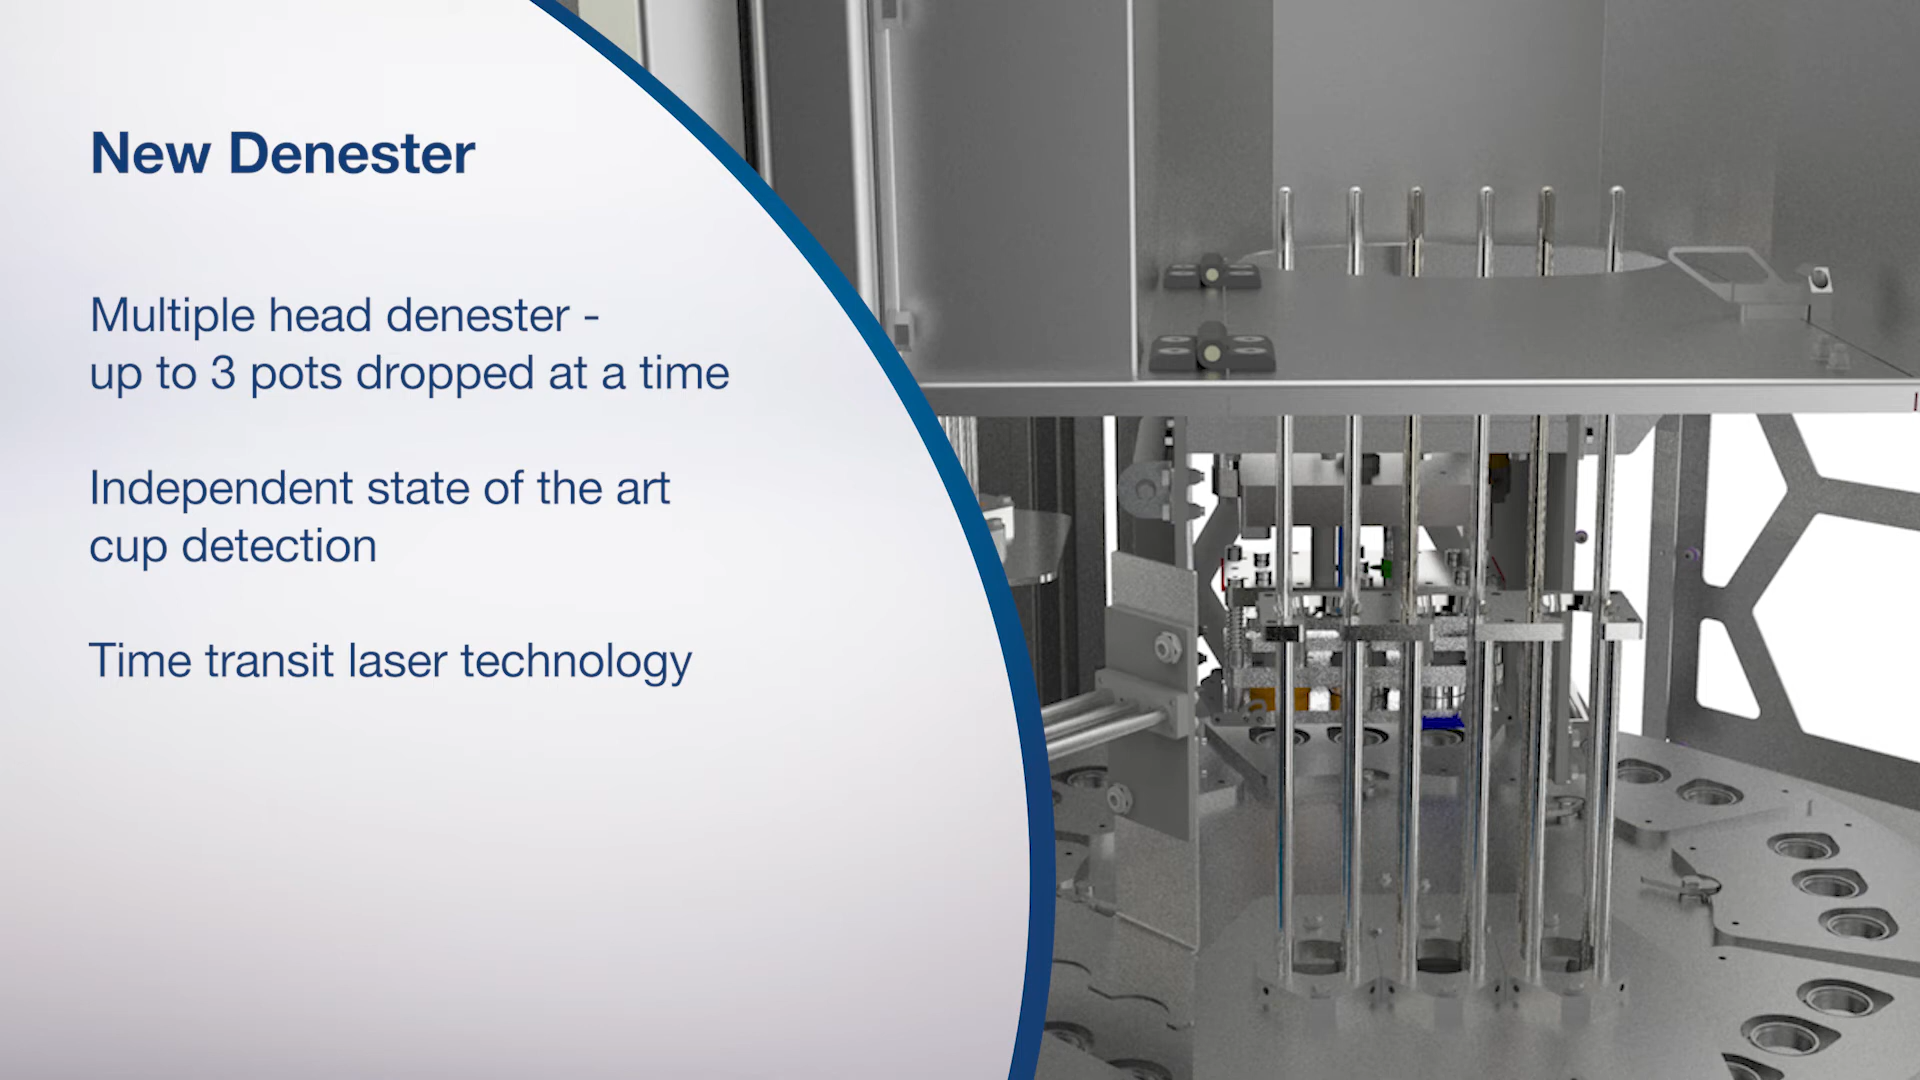 New Denester
Multiple head denester -
up to 3 pots dropped at a time
Independent state of the art
cup detection
Time transit laser technology